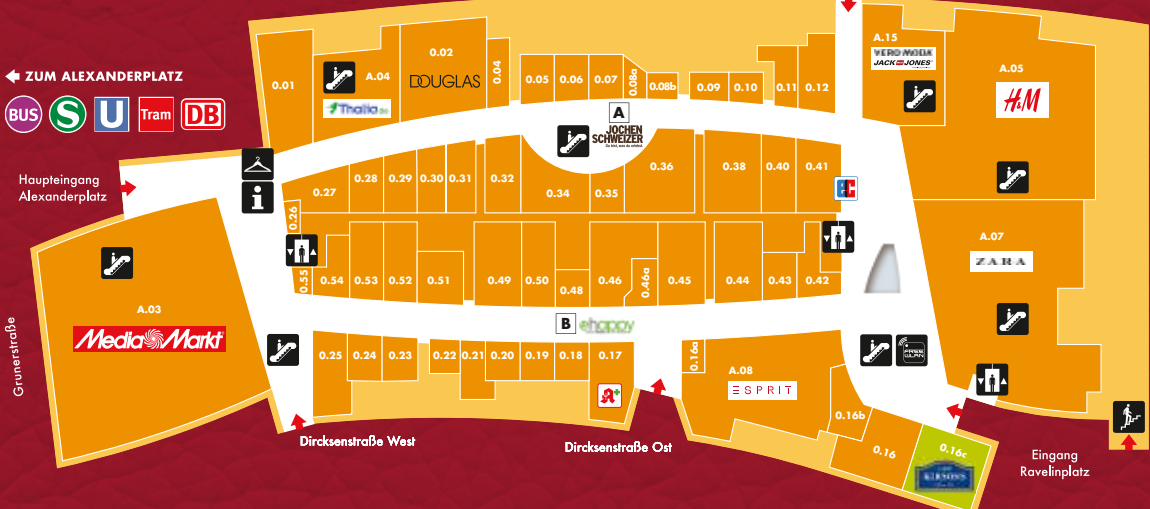 ZUM ALEXANDERPLATZ
BUS
S
U
Tram
DB
Haupteingang
Alexanderplatz
Grunerstraße
A.03
Media Markt
0.01
A.04
Thalia.de
0.02
DOUGLAS
0.04
0.05
0.06
0.07
0.08a
0.08b
0.09
0.10
0.11
0.12
A
JOCHEN
SCHWEIZER
A.15
VERO MODA
JACK & JONES
A.05
H&M
0.27
0.28
0.29
0.30
0.31
0.32
0.34
0.35
0.36
0.38
0.40
0.41
0.26
0.55
0.54
0.53
0.52
0.51
0.49
0.50
0.48
0.46
0.46a
0.45
0.44
0.43
0.42
A.07
ZARA
B
ehappy
0.25
0.24
0.23
0.22
0.21
0.20
0.19
0.18
0.17
0.16a
A.08
ESPRIT
FREE
WLAN
0.16b
0.16
0.16c
Dircksenstraße West
Dircksenstraße Ost
Eingang
Ravelinplatz